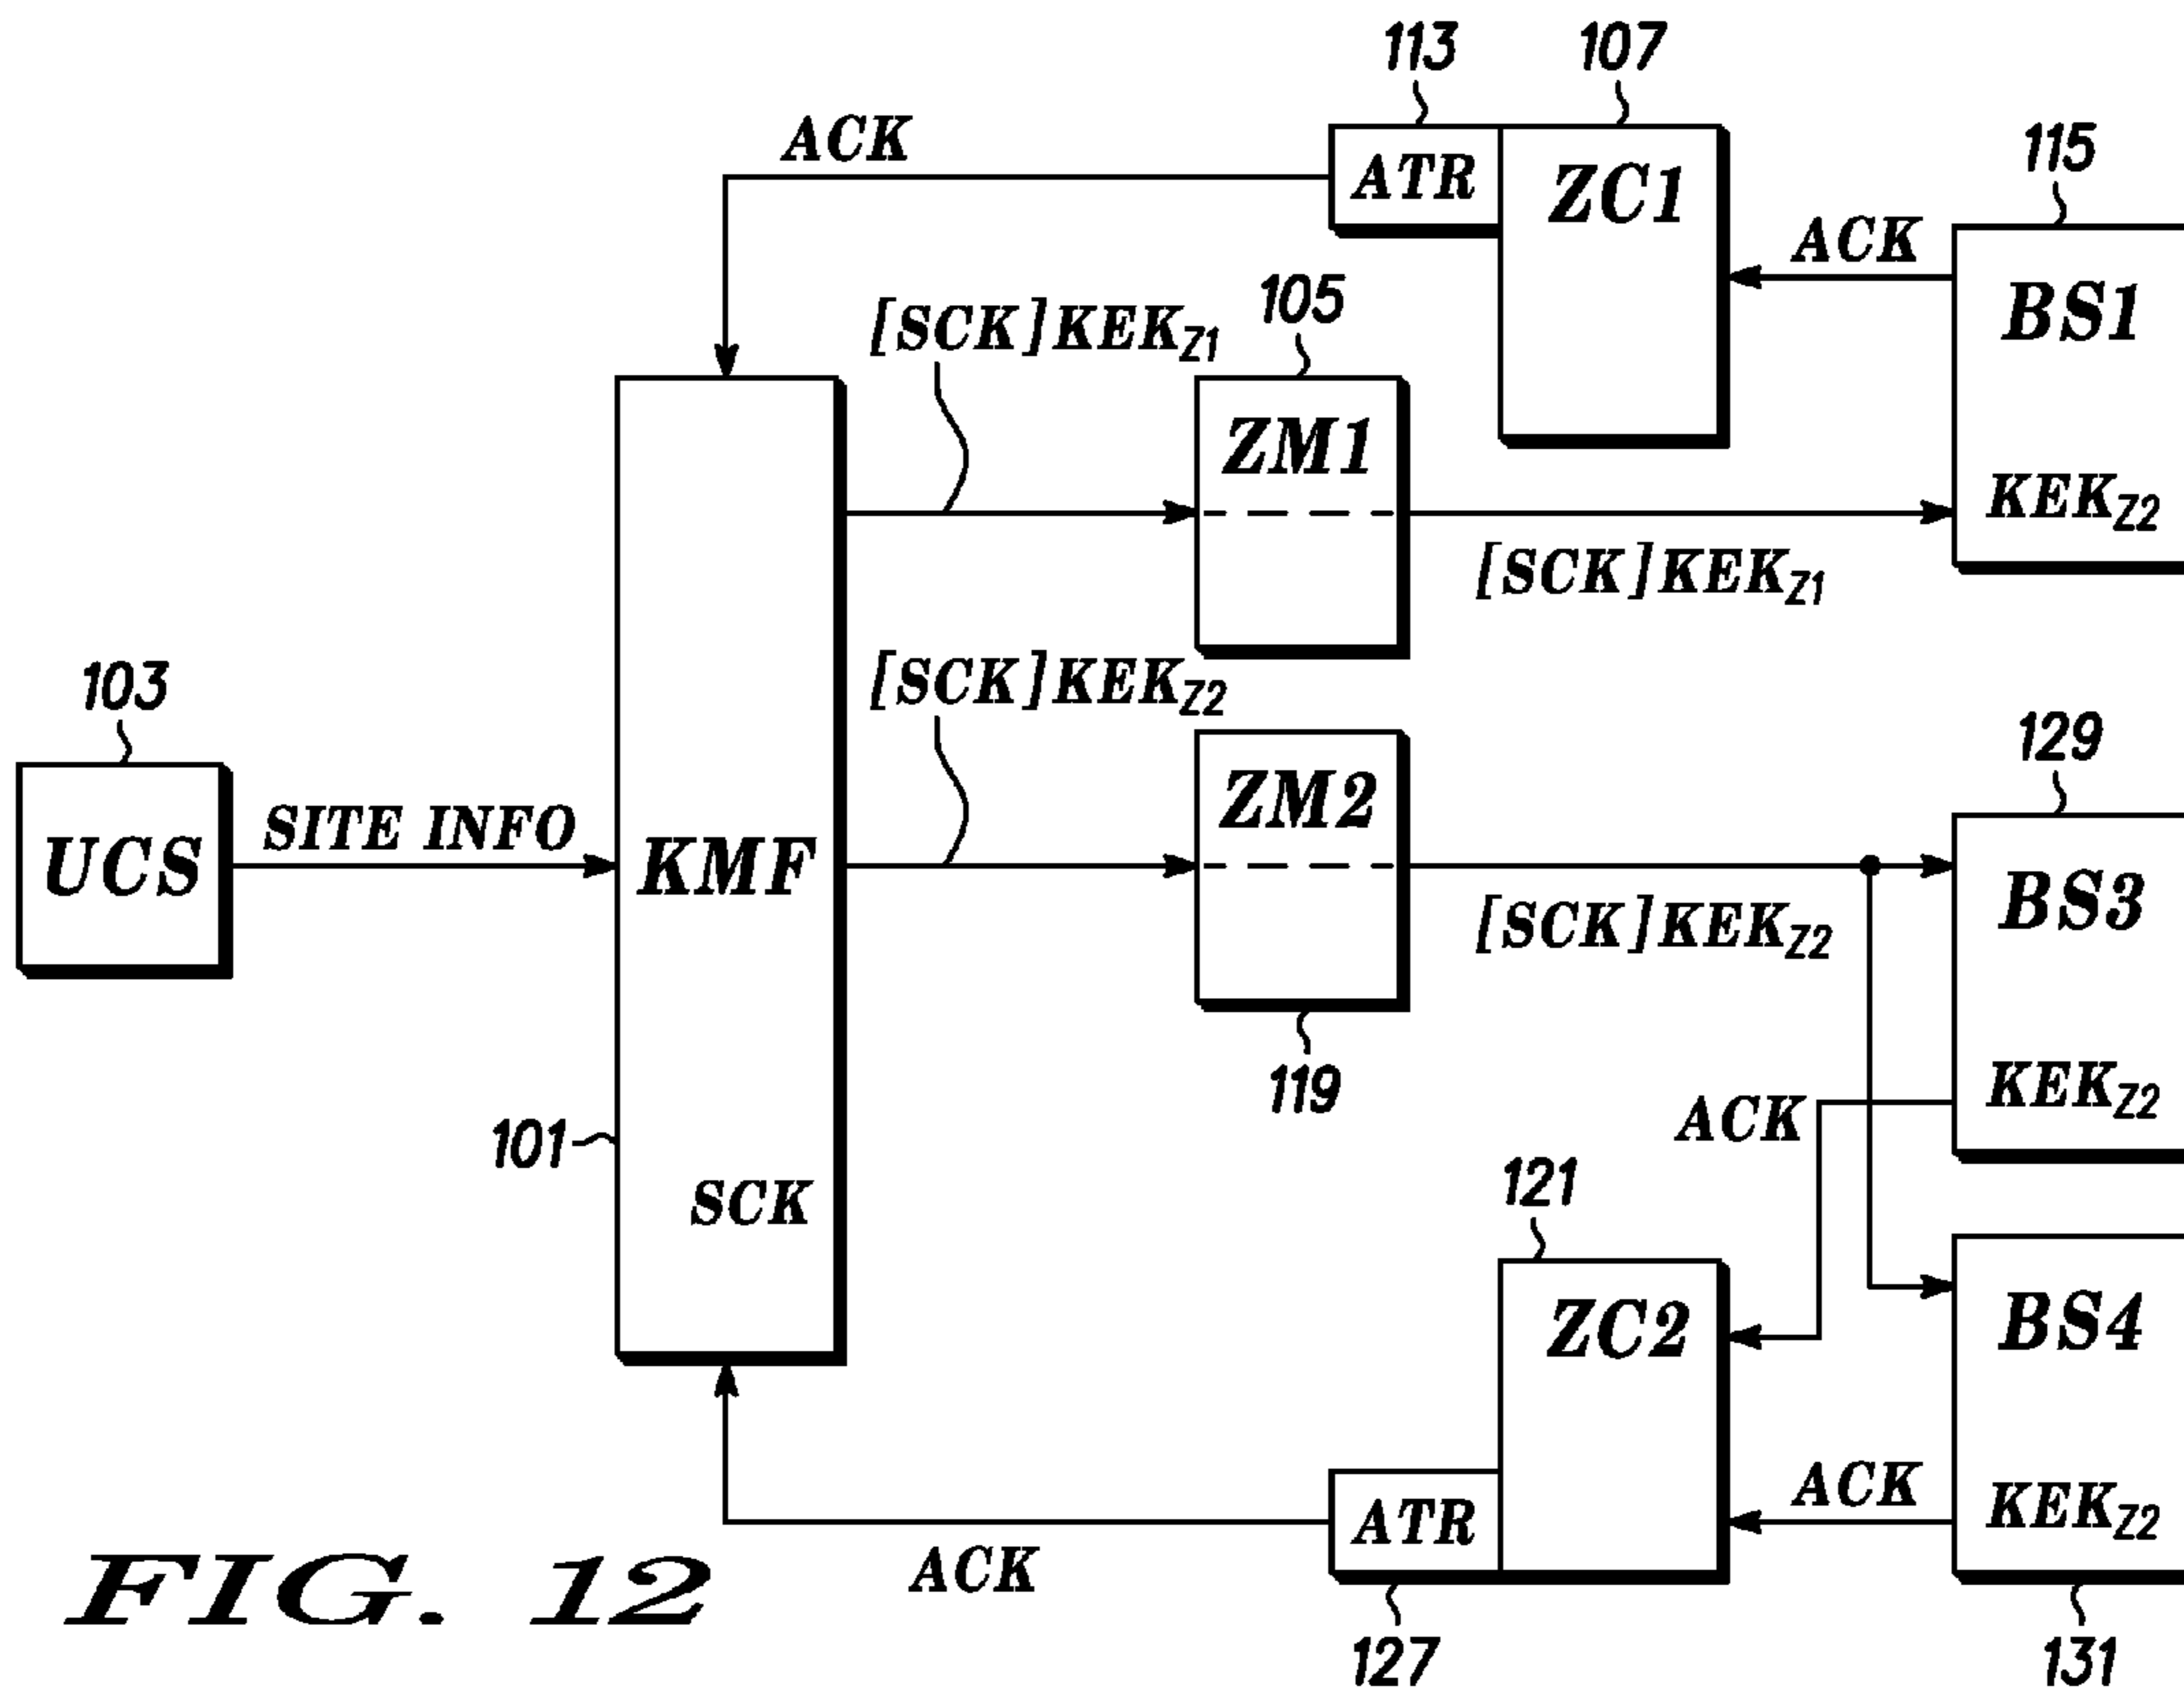 113
107
ACK
ATR
ZC1
115
ACK
BS1
[SCK]KEKZ1
105
ZM1
KEKZ2
[SCK]KEKZ1
[SCK]KEKZ2
103
129
ZM2
UCS
SITE INFO
KMF
BS3
[SCK]KEKZ2
119
KEKZ2
ACK
101
121
SCK
ZC2
BS4
ACK
KEKZ2
ATR
ACK
FIG. 12
127
131